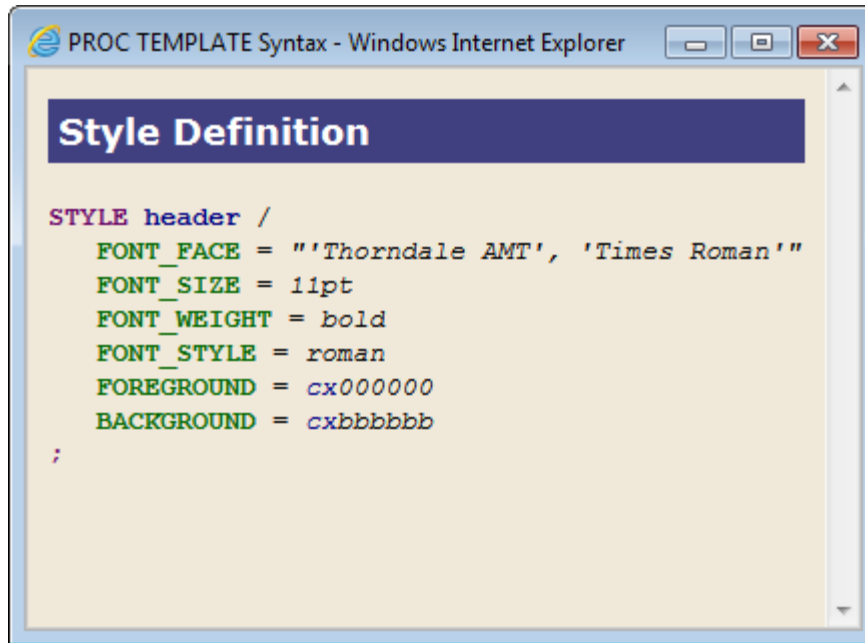 PROC TEMPLATE Syntax - Windows Internet Explorer
Style Definition
STYLE header /
FONT_FACE = "'Thorndale AMT', 'Times Roman'"
FONT_SIZE = 11pt
FONT_WEIGHT = bold
FONT_STYLE = roman
FOREGROUND = cx000000
BACKGROUND = cxbbbbbb
;